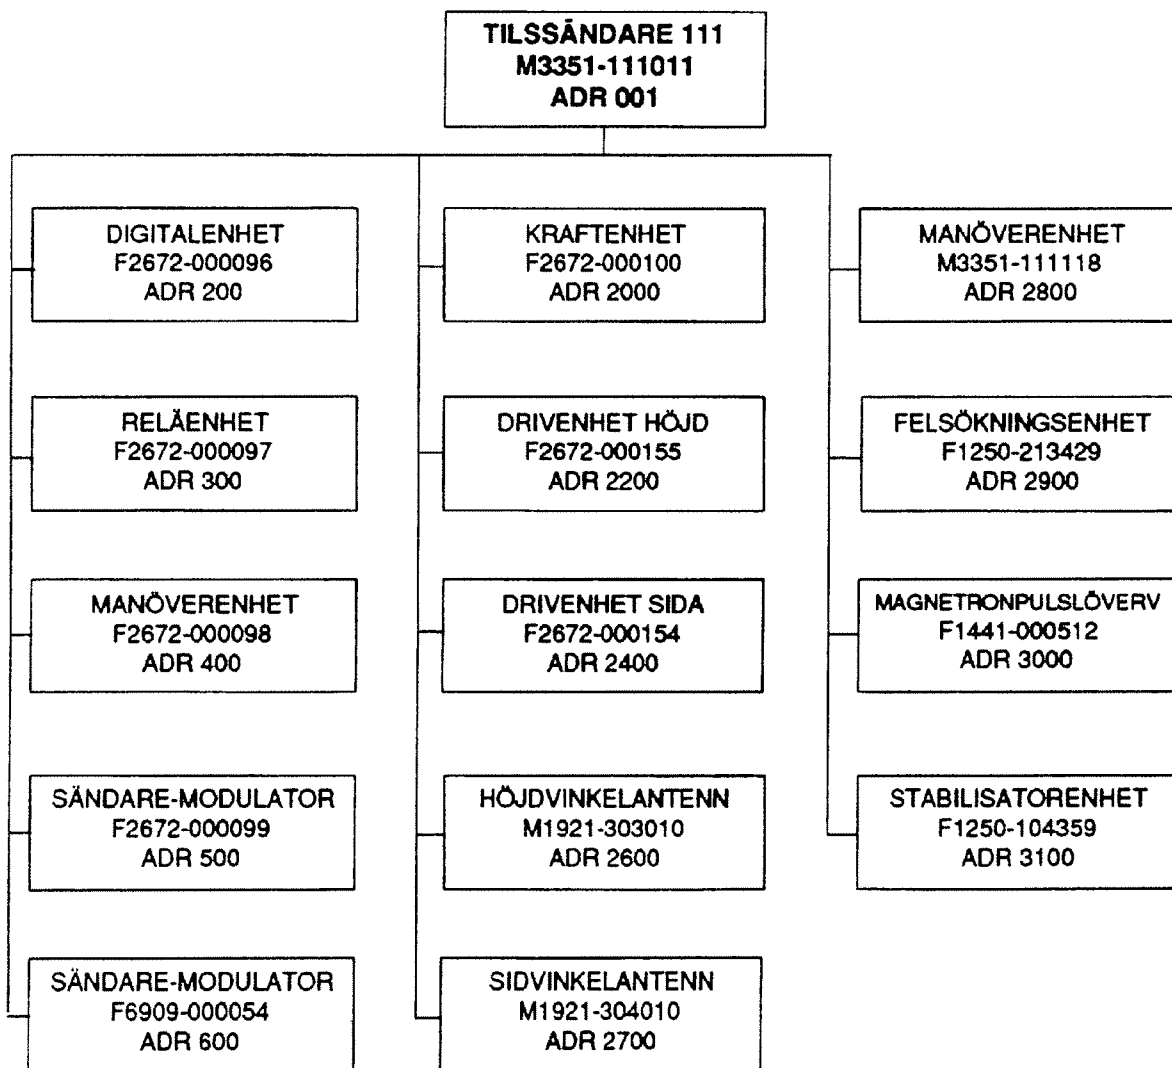 TILSSÄNDARE 111
M3351-111011
ADR 001
DIGITALENHET
F2672-000096
ADR 200
RELÄENHET
F2672-000097
ADR 300
MANÖVERENHET
F2672-000098
ADR 400
SÄNDARE-MODULATOR
F2672-000099
ADR 500
SÄNDARE-MODULATOR
F6909-000054
ADR 600
KRAFTENHET
F2672-000100
ADR 2000
DRIVENHET HÖJD
F2672-000155
ADR 2200
DRIVENHET SIDA
F2672-000154
ADR 2400
HÖJDVINKELANTENN
M1921-303010
ADR 2600
SIDVINKELANTENN
M1921-304010
ADR 2700
MANÖVERENHET
M3351-111118
ADR 2800
FELSÖKNINGSENHET
F1250-213429
ADR 2900
MAGNETRONPULSLÖVERV
F1441-000512
ADR 3000
STABILISATORENHET
F1250-104359
ADR 3100